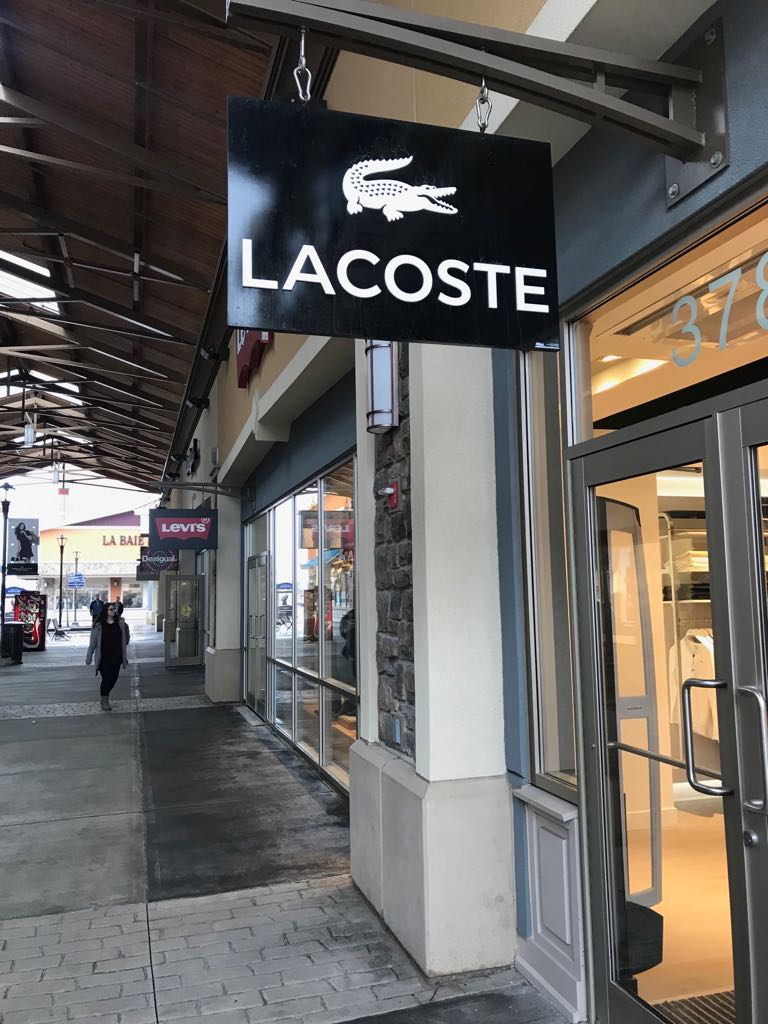 LACOSTE
378
LEVI'S
Desigual.
LA BAIE